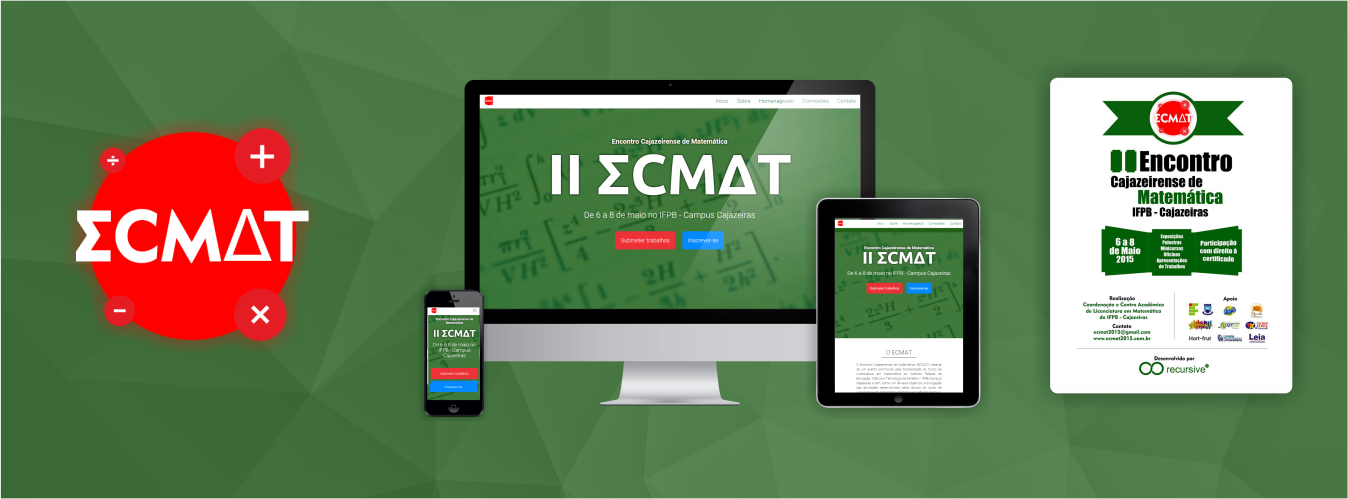 ÷
+
ΣCMΔT
−
×
Início Sobre Homenageado Comissões Contato
Encontro Cajazeirense de Matemática
II ΣCMΔT
De 6 a 8 de maio no IFPB - Campus Cajazeiras
Submeter trabalhos
Inscrever-se
Encontro Cajazeirense de
Matemática
II ΣCMΔT
De 6 a 8 de maio no IFPB - Campus
Cajazeiras
Submeter trabalhos
Inscrever-se
Início Sobre Homenageado Comissões Contato
Encontro Cajazeirense de Matemática
II ΣCMΔT
De 6 a 8 de maio no IFPB - Campus Cajazeiras
Submeter trabalhos
Inscrever-se
O ECMAT
ΣCMΔT
II Encontro
Cajazeirense de
Matemática
IFPB - Cajazeiras
6 a 8
de Maio
2015
Exposições
Palestras
Minicursos
Oficinas
Apresentações
de Trabalhos
Participação
com direito à
certificado
Realização
Coordenação e Centro Acadêmico
de Licenciatura em Matemática
do IFPB - Cajazeiras
Contato
ecmat2015@gmail.com
www.ecmat2015.com.br
Apoio
Hort-frut
Leia
Desenvolvido por
recursive